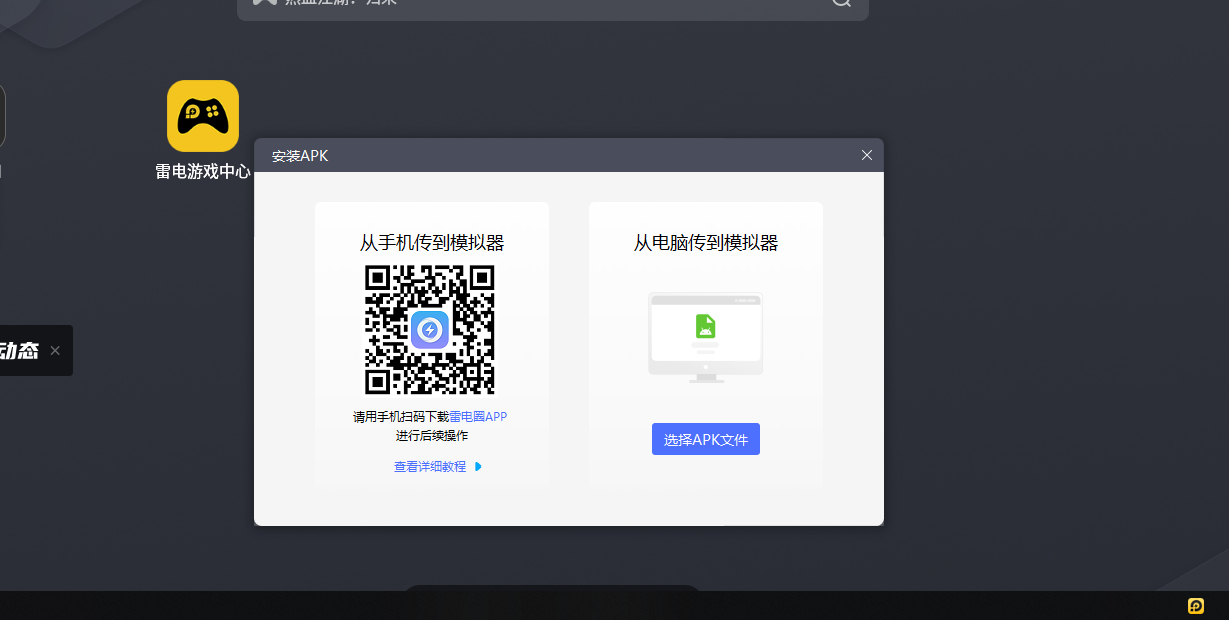 雷电游戏中心
动态
安装APK
从手机传到模拟器
请用手机扫码下载雷电圈APP
进行后续操作
查看详细教程
从电脑传到模拟器
选择APK文件